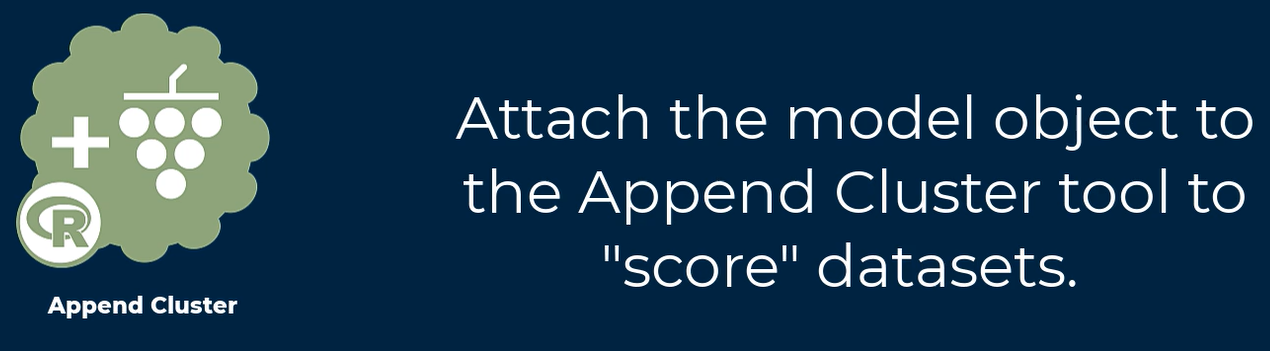 Attach the model object to
the Append Cluster tool to
"score" datasets.
R
Append Cluster